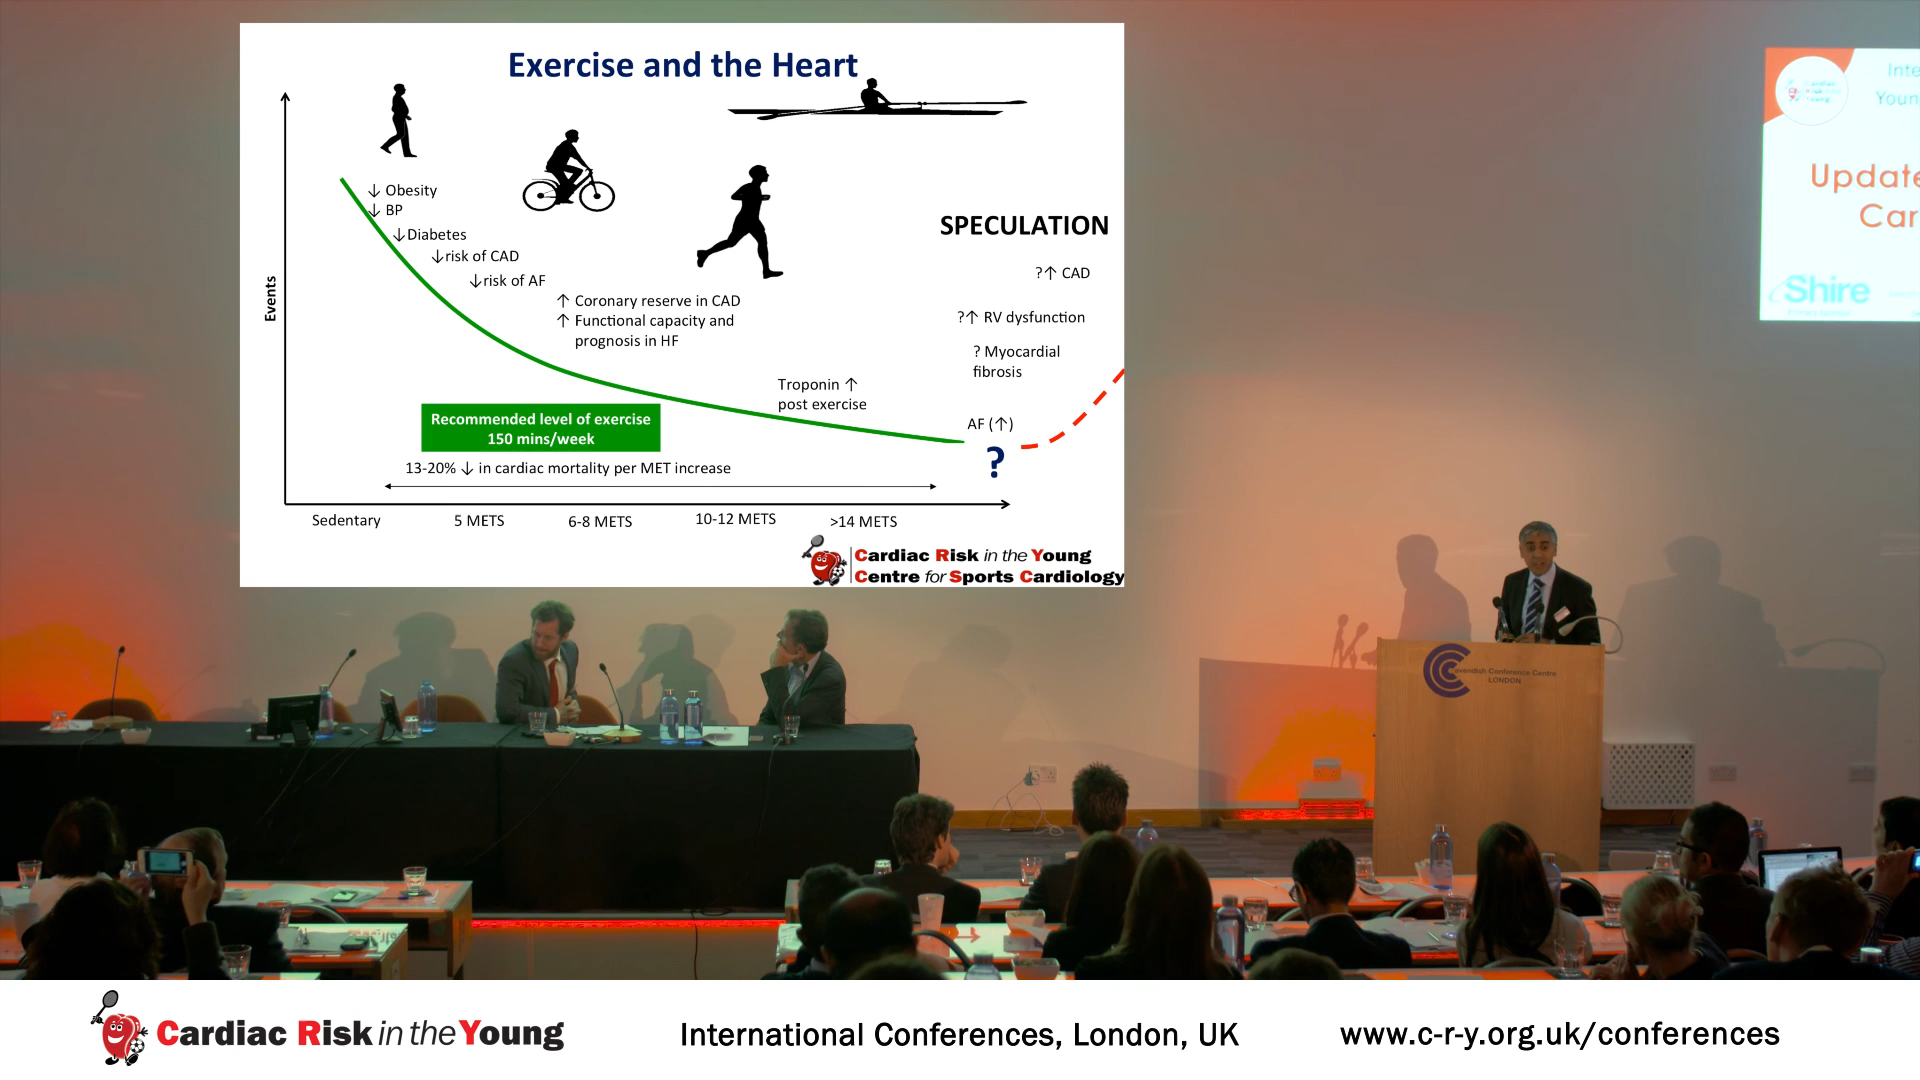 Exercise and the Heart
Events
↓ Obesity
↓ BP
↓Diabetes
↓risk of CAD
↓risk of AF
↑ Coronary reserve in CAD
↑ Functional capacity and
prognosis in HF
Troponin ↑
post exercise
SPECULATION
?↑ CAD
?↑ RV dysfunction
? Myocardial
fibrosis
AF (↑)
?
Recommended level of exercise
150 mins/week
13-20% ↓ in cardiac mortality per MET increase
Sedentary
5 METS
6-8 METS
10-12 METS
>14 METS
Cardiac Risk in the Young
Centre for Sports Cardiology
Inte
Youn
Update
Car
Shire
Cavendish Conference Centre
LONDON
Cardiac Risk in the Young
International Conferences, London, UK
www.c-r-y.org.uk/conferences